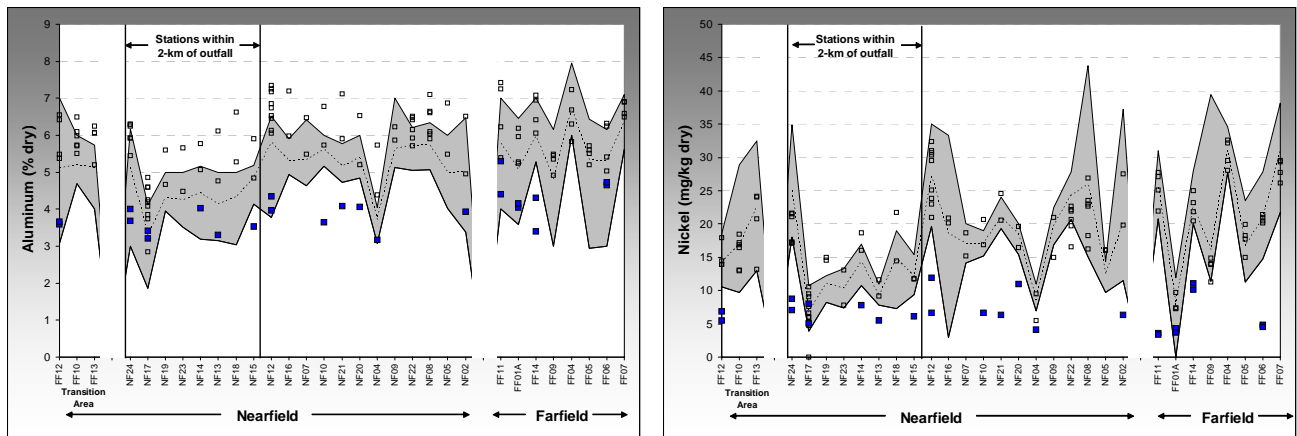 Aluminum (% dry)
9
8
7
6
5
4
3
2
1
0
Stations within
2-km of outfall
FF12
FF10
FF13
NF24
NF17
NF19
NF23
NF14
NF13
NF18
NF15
NF12
NF16
NF07
NF10
NF21
NF20
NF04
NF09
NF22
NF08
NF05
NF02
FF11
FF01A
FF14
FF09
FF04
FF05
FF06
FF07
Transition
Area
Nearfield
Farfield
Nickel (mg/kg dry)
50
45
40
35
30
25
20
15
10
5
0
Stations within
2-km of outfall
FF12
FF10
FF13
NF24
NF17
NF19
NF23
NF14
NF13
NF18
NF15
NF12
NF16
NF07
NF10
NF21
NF20
NF04
NF09
NF22
NF08
NF05
NF02
FF11
FF01A
FF14
FF09
FF04
FF05
FF06
FF07
Transition
Area
Nearfield
Farfield